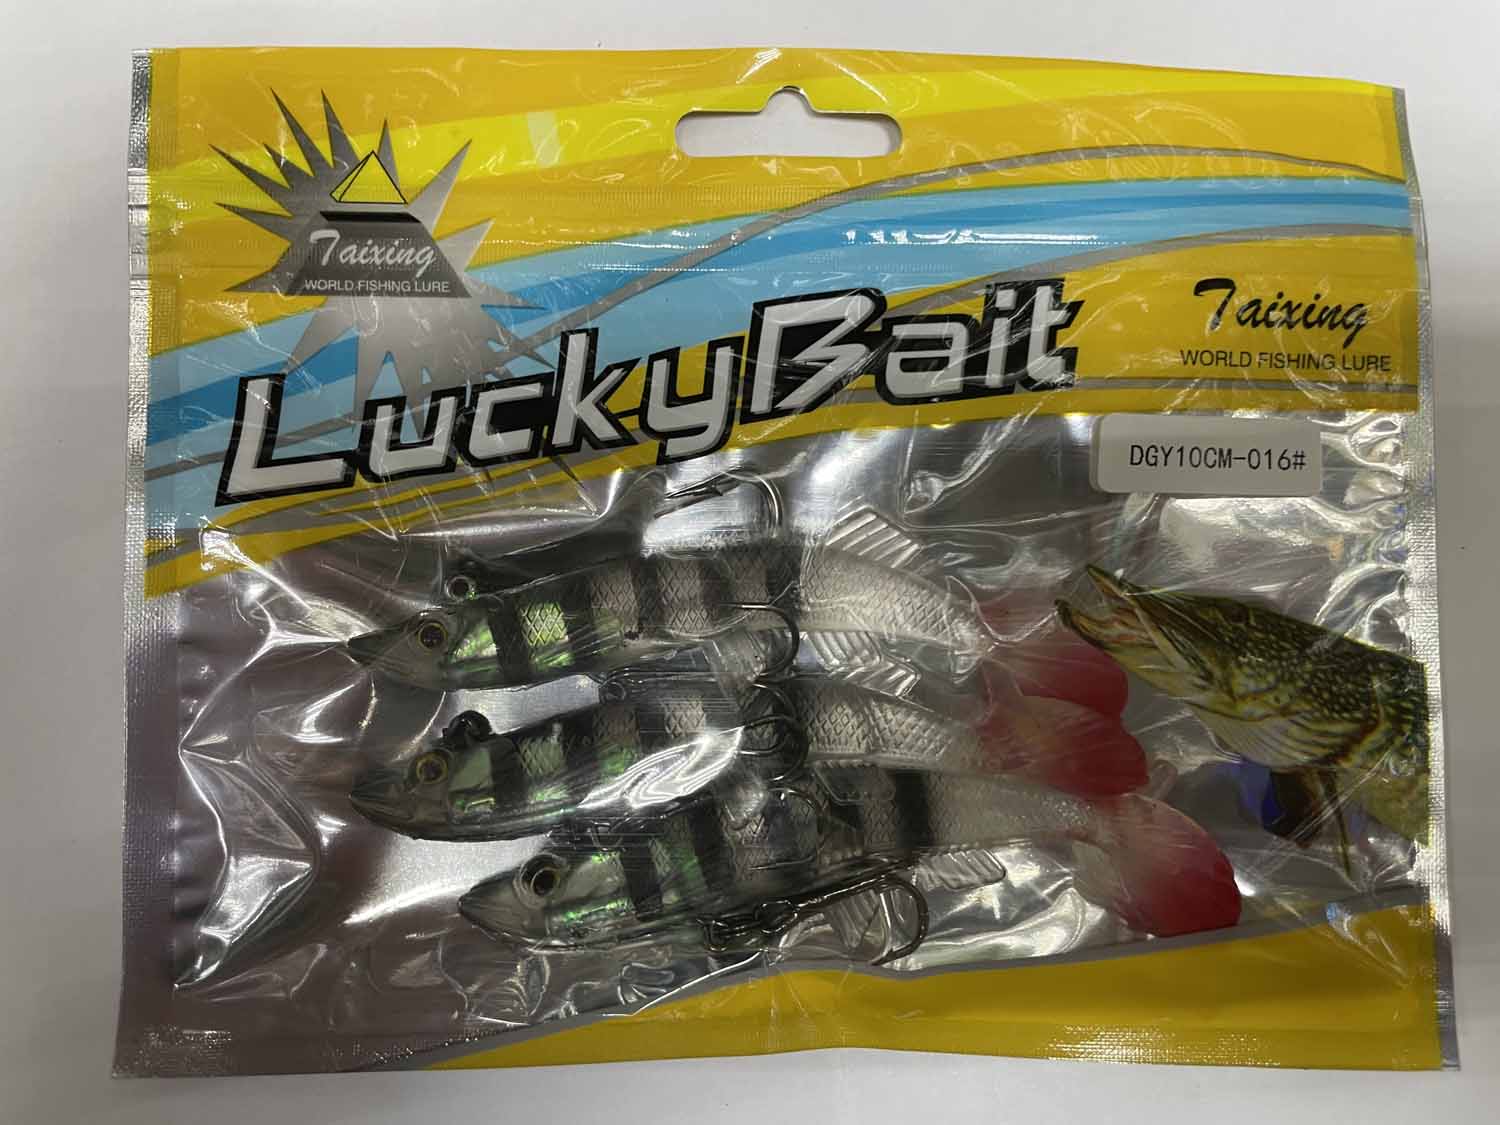 Taixing
WORLD FISHING LURE
LuckyBait
Taixing
WORLD FISHING LURE
DGY10CM-016#